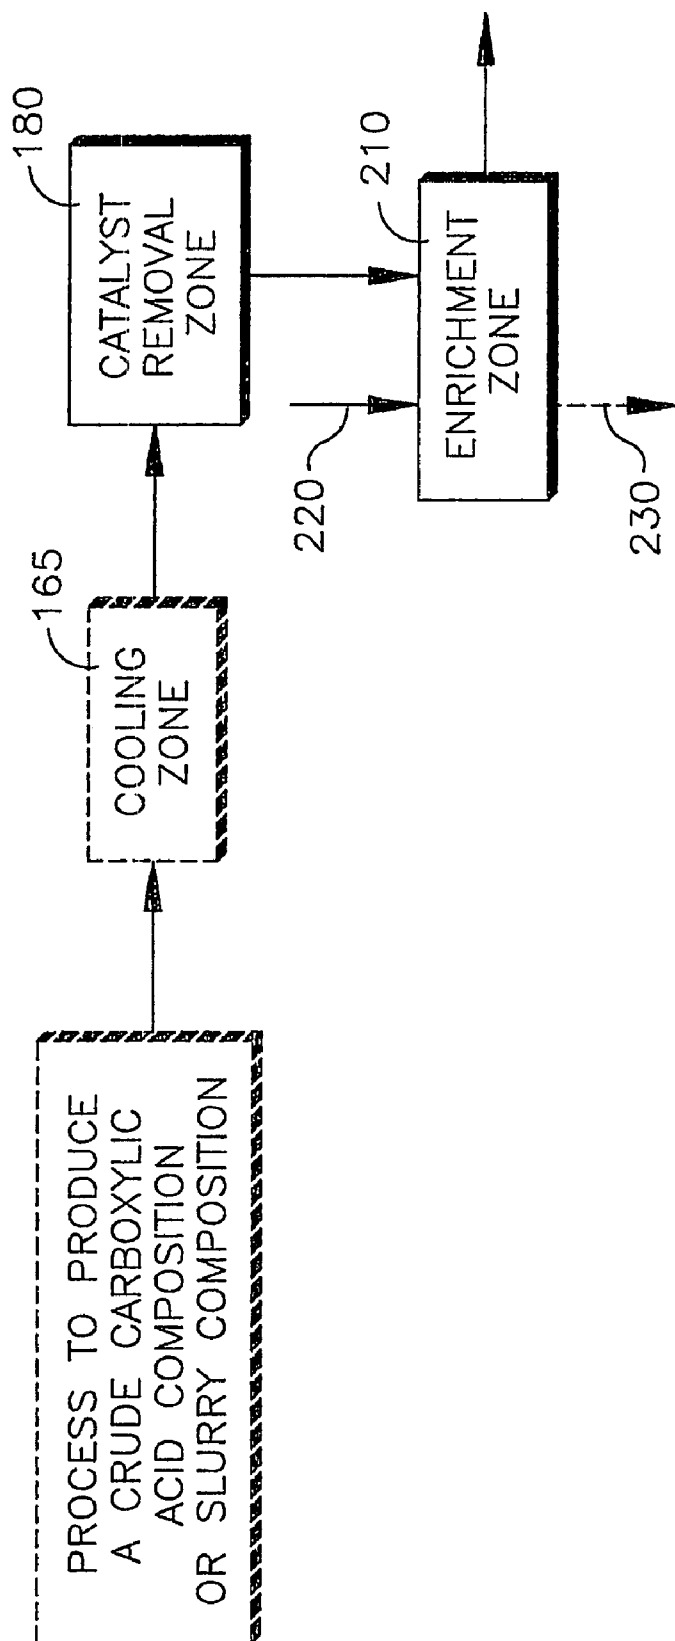 PROCESS TO PRODUCE
A CRUDE CARBOXYLIC
ACID COMPOSITION
OR SLURRY COMPOSITION
165
COOLING
ZONE
180
CATALYST
REMOVAL
ZONE
220
210
ENRICHMENT
ZONE
230